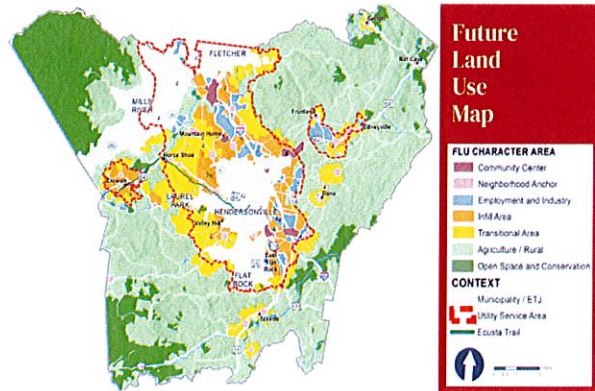 Future
Land
Use
Map
FLU CHARACTER AREA
Community Center
Neighborhood Anchor
Employment and Industry
Infill Area
Transitional Area
Agriculture / Rural
Open Space and Conservation
CONTEXT
Municipality / ETJ
Utility Service Area
Ecusta Trail
FLETCHER
Gerton
Bat Cave
MILLS
RIVER
Mountain Home
Fruitland
Edneyville
Horse Shoe
Etowah
Dana
LAUREL
PARK
HENDERSONVILLE
Valley Hill
East
Flat
Rock
FLAT
ROCK
Tuxedo